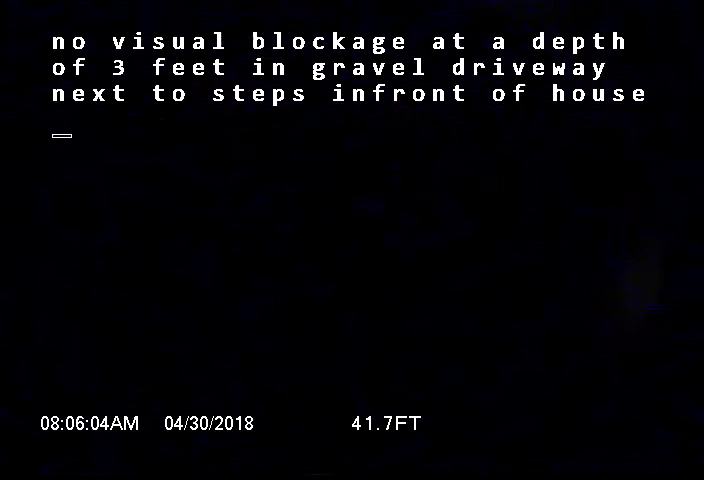 no visual blockage at a depth
of 3 feet in gravel driveway
next to steps infront of house
08:06:04AM 04/30/2018 41.7FT